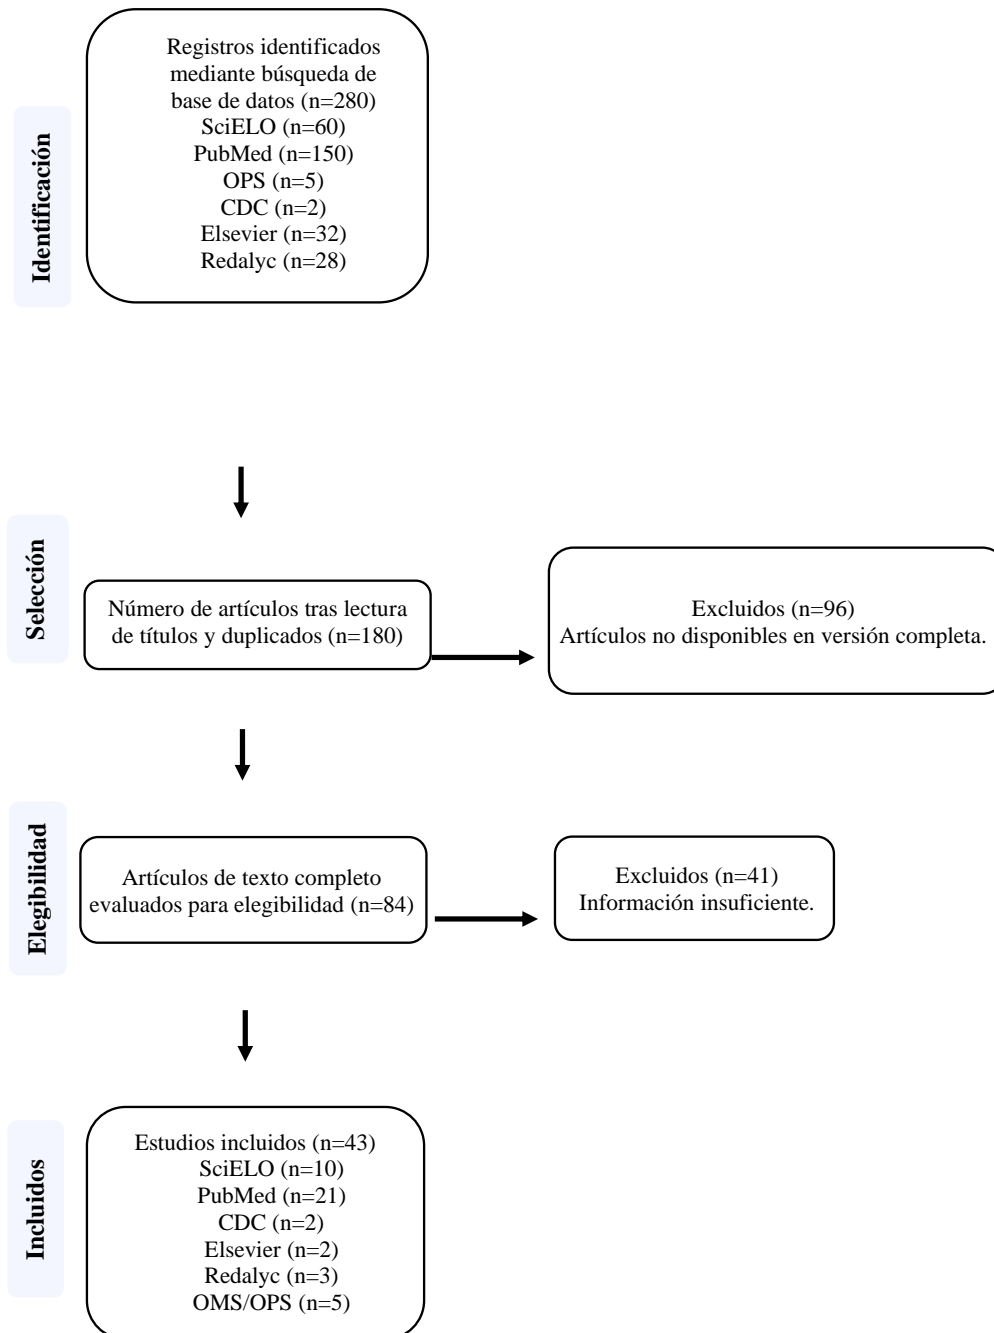 Identificación
Registros identificados
mediante búsqueda de
base de datos (n=280)
SciELO (n=60)
PubMed (n=150)
OPS (n=5)
CDC (n=2)
Elsevier (n=32)
Redalyc (n=28)
Selección
Número de artículos tras lectura
de títulos y duplicados (n=180)
Excluidos (n=96)
Artículos no disponibles en versión completa.
Elegibilidad
Artículos de texto completo
evaluados para elegibilidad (n=84)
Excluidos (n=41)
Información insuficiente.
Incluidos
Estudios incluidos (n=43)
SciELO (n=10)
PubMed (n=21)
CDC (n=2)
Elsevier (n=2)
Redalyc (n=3)
OMS/OPS (n=5)